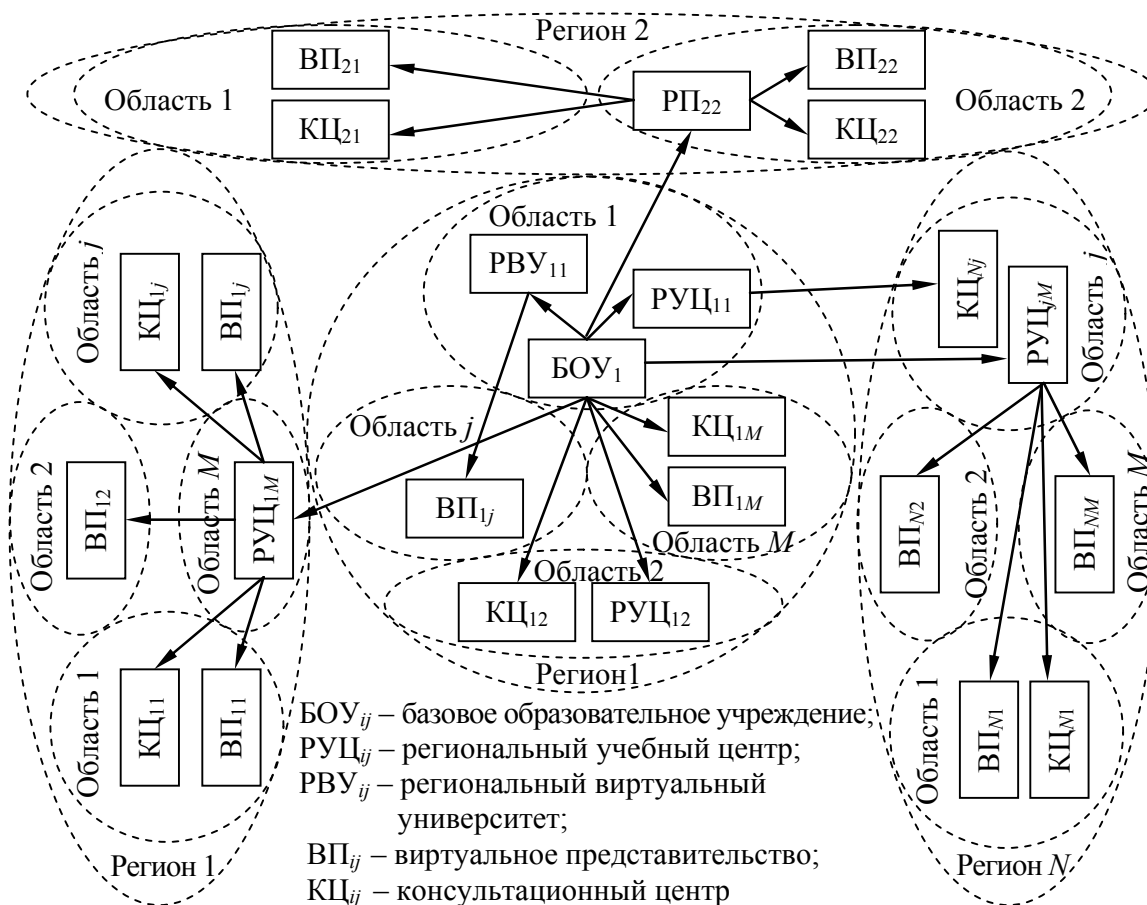 Регион 2
ВП21
ВП22
Область 1
РП22
Область 2
КЦ21
КЦ22
Область j
КЦ1j
ВП1j
Область 2
ВП12
Область M
РУЦ1M
Область 1
КЦ11
ВП11
Регион 1
Область 1
РВУ11
РУЦ11
БОУ1
Область j
КЦ1M
ВП1j
ВП1M
Область M
Область 2
КЦ12
РУЦ12
Регион1
КЦNj
РУЦjM
Область j
ВПN2
Область 2
ВПNM
Область M
Область 1
ВПN1
КЦN1
Регион N
БОУij – базовое образовательное учреждение;
РУЦij – региональный учебный центр;
РВУij – региональный виртуальный
университет;
ВПij – виртуальное представительство;
КЦij – консультационный центр